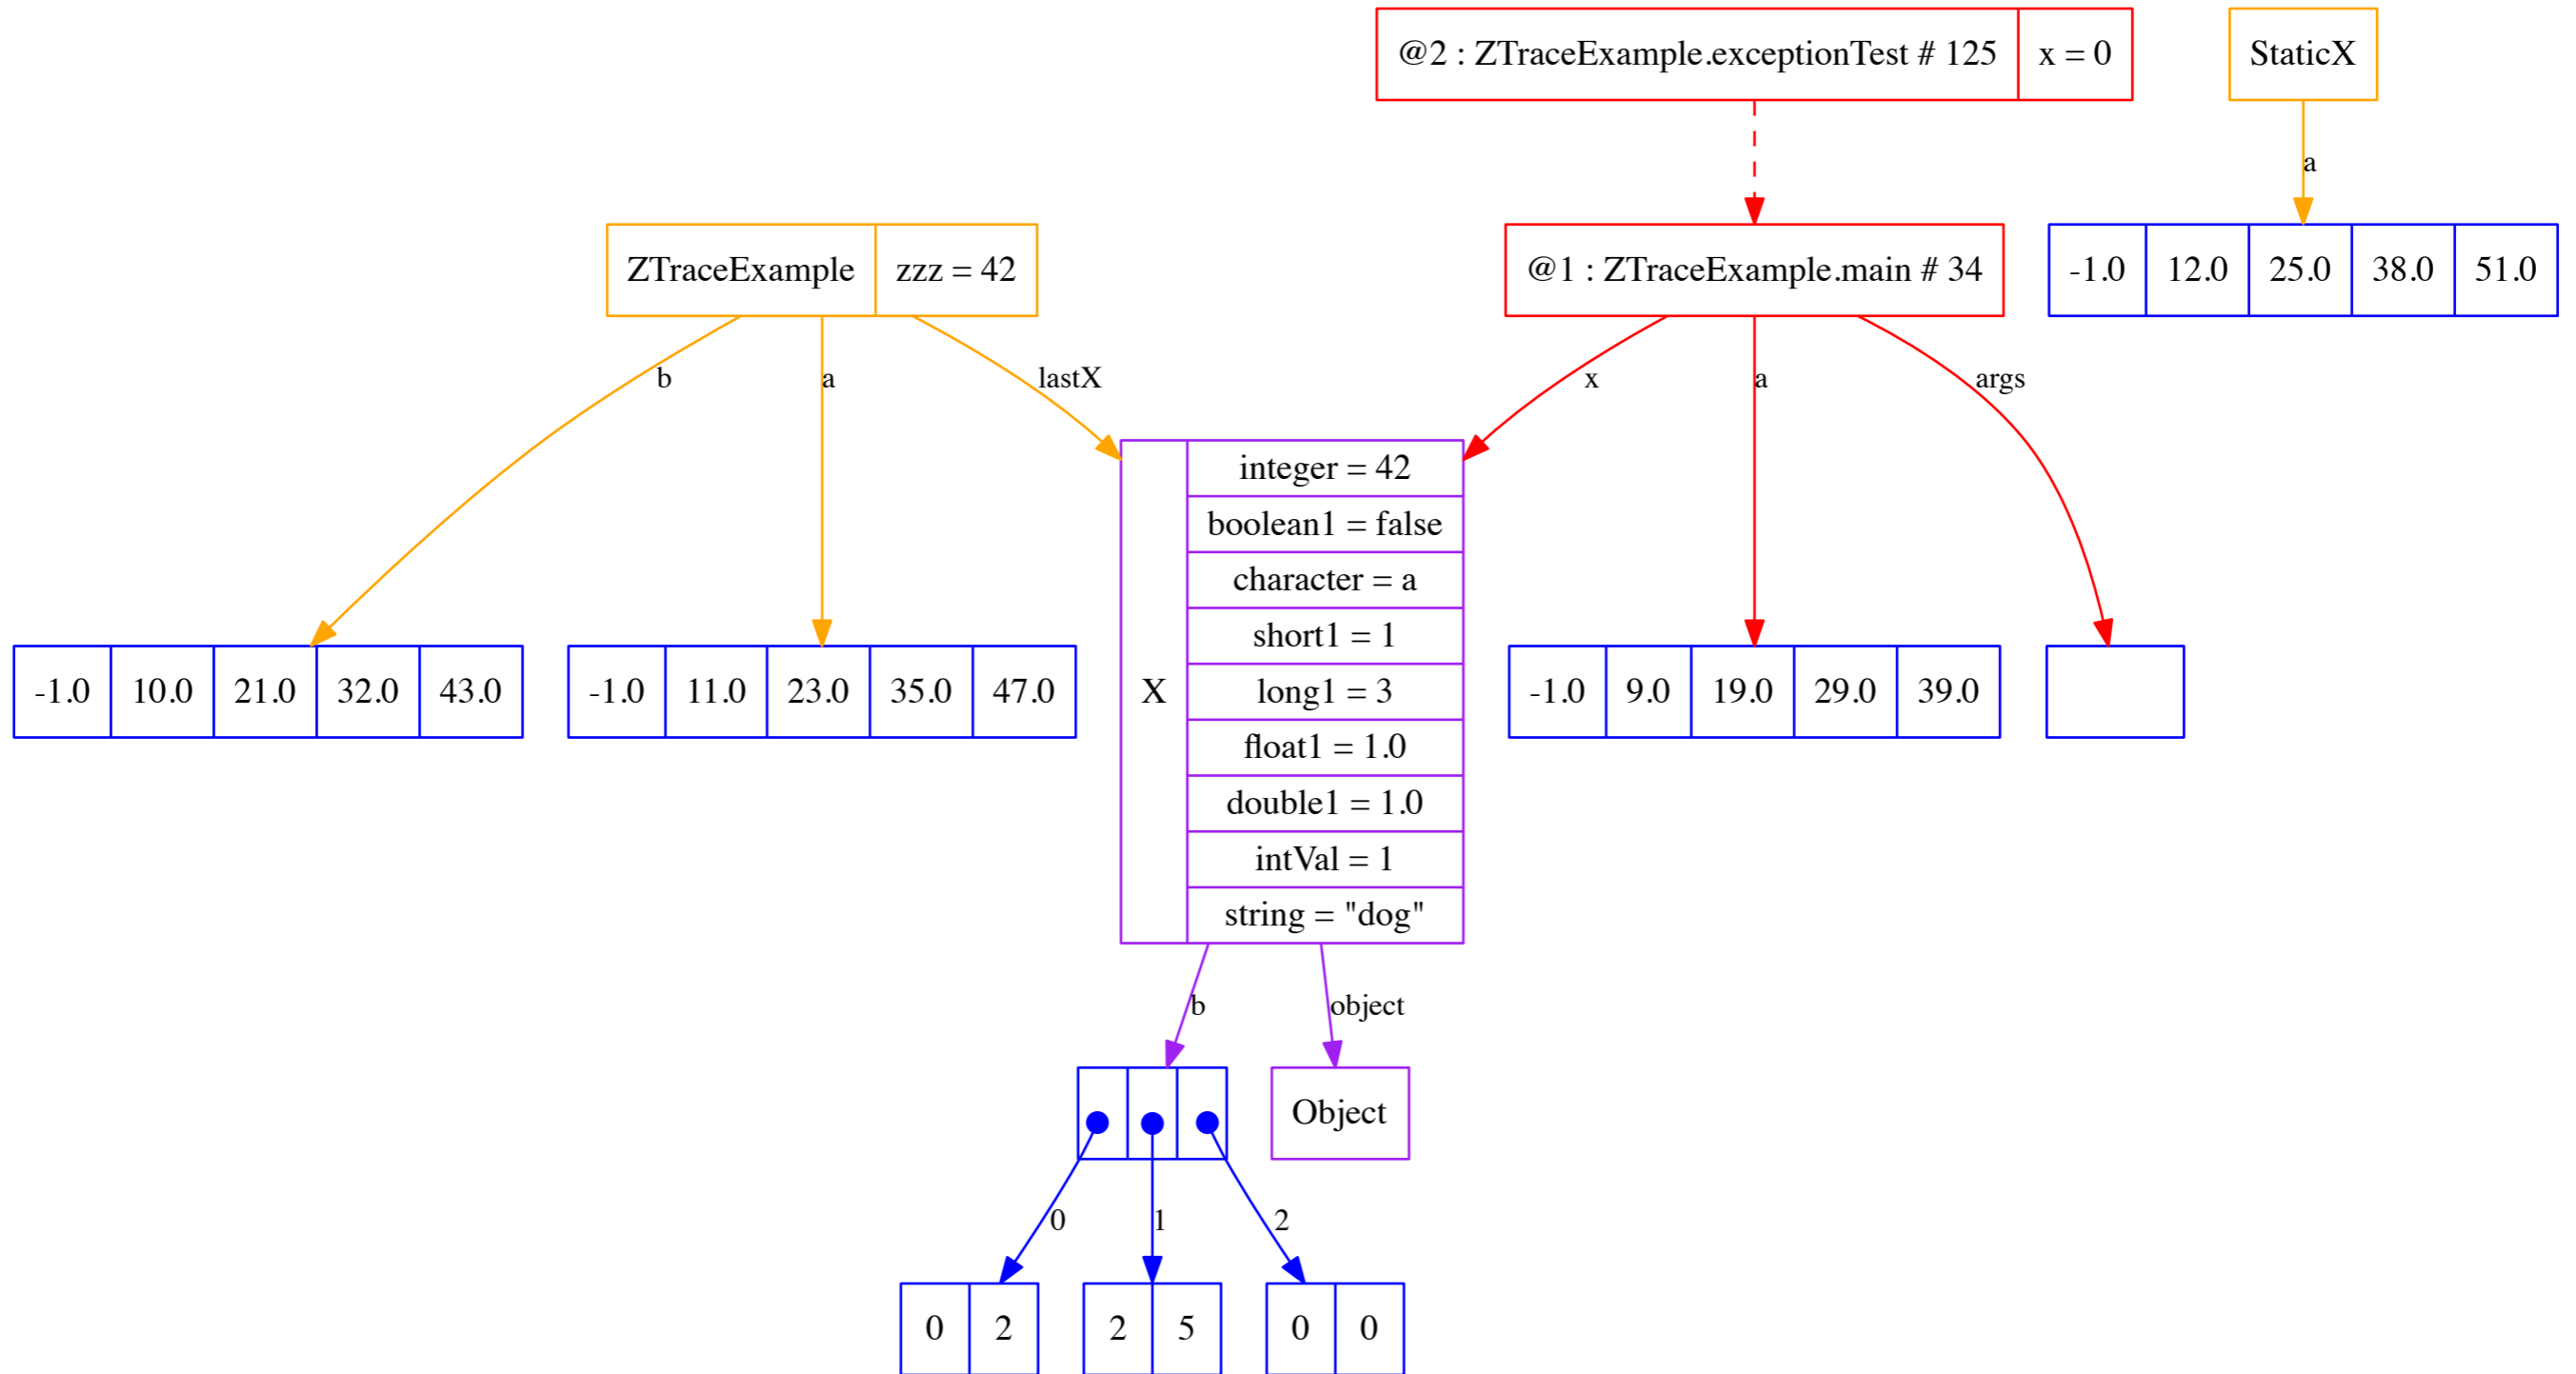 @2 : ZTraceExample.exceptionTest # 125 x = 0
StaticX
a
ZTraceExample zzz = 42
@1 : ZTraceExample.main # 34
-1.0 12.0 25.0 38.0 51.0
b
a
lastX
x
a
args
-1.0 10.0 21.0 32.0 43.0
-1.0 11.0 23.0 35.0 47.0
X
integer = 42
boolean1 = false
character = a
short1 = 1
long1 = 3
float1 = 1.0
double1 = 1.0
intVal = 1
string = "dog"
-1.0 9.0 19.0 29.0 39.0
b
object
Object
0
1
2
0 2
2 5
0 0